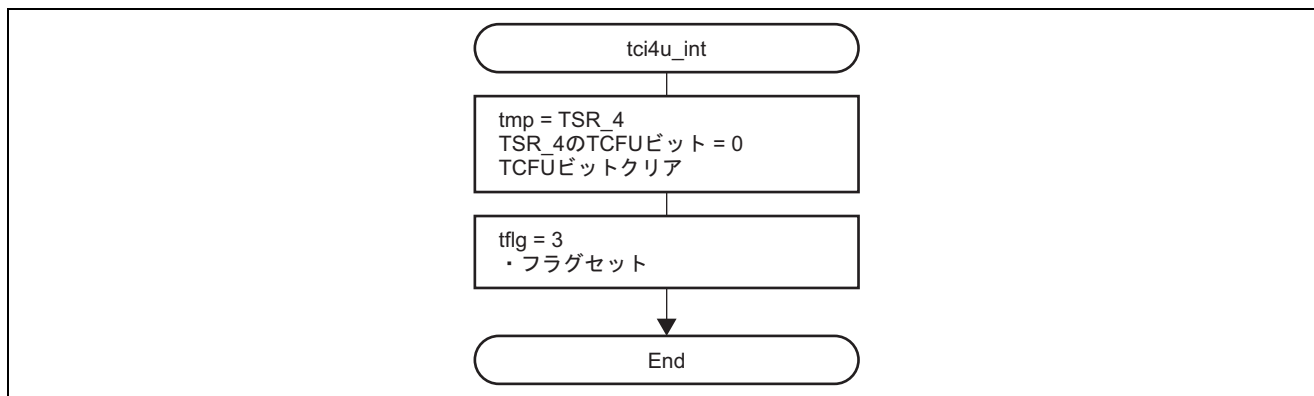 tci4u_int
tmp = TSR_4
TSR_4のTCFUビット = 0
TCFUビットクリア
tflg = 3
・フラグセット
End